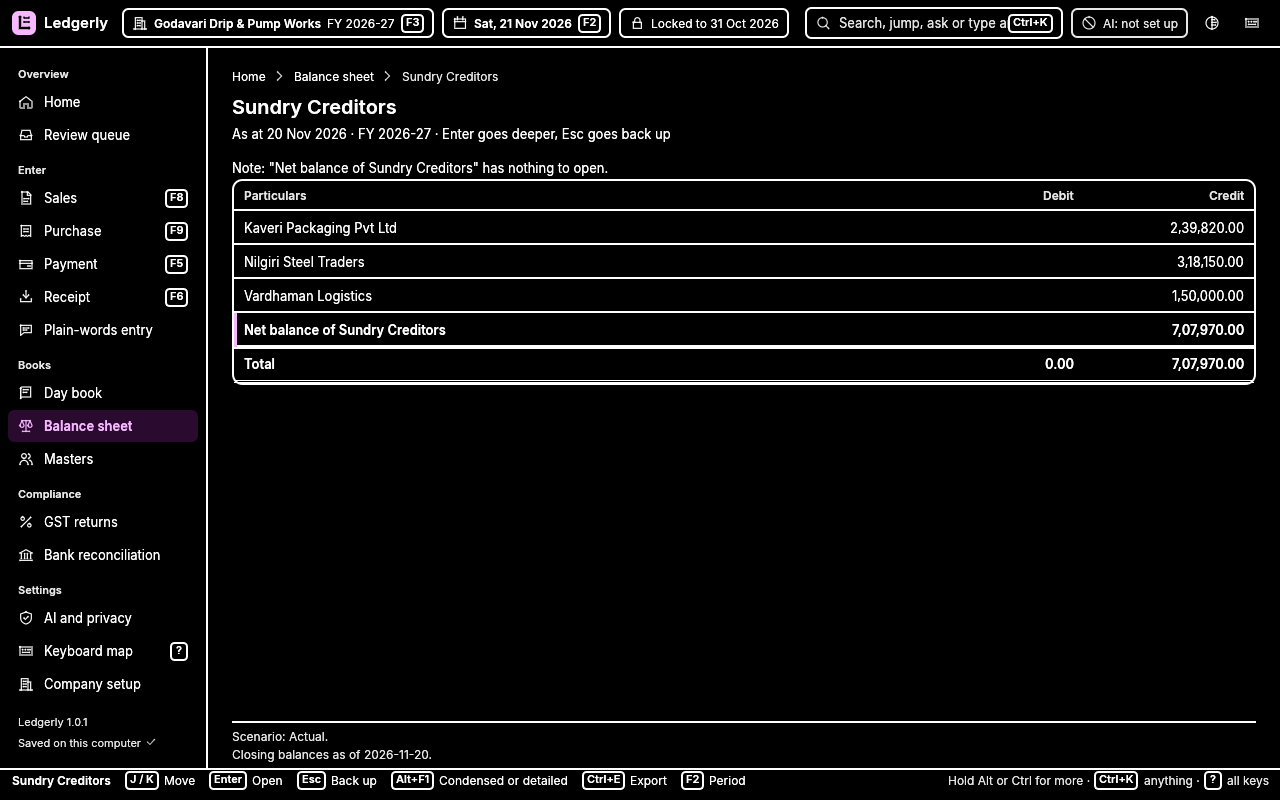 Ledgerly
Godavari Drip & Pump Works FY 2026-27 F3
Sat, 21 Nov 2026 F2
Locked to 31 Oct 2026
Search, jump, ask or type a Ctrl+K
AI: not set up
Overview
Home
Review queue
Enter
Sales F8
Purchase F9
Payment F5
Receipt F6
Plain-words entry
Books
Day book
Balance sheet
Masters
Compliance
GST returns
Bank reconciliation
Settings
AI and privacy
Keyboard map ?
Company setup
Ledgerly 1.0.1
Saved on this computer
Home > Balance sheet > Sundry Creditors
Sundry Creditors
As at 20 Nov 2026 · FY 2026-27 · Enter goes deeper, Esc goes back up
Note: "Net balance of Sundry Creditors" has nothing to open.
Particulars Debit Credit
Kaveri Packaging Pvt Ltd 2,39,820.00
Nilgiri Steel Traders 3,18,150.00
Vardhaman Logistics 1,50,000.00
Net balance of Sundry Creditors 7,07,970.00
Total 0.00 7,07,970.00
Scenario: Actual.
Closing balances as of 2026-11-20.
Sundry Creditors J / K Move Enter Open Esc Back up Alt+F1 Condensed or detailed Ctrl+E Export F2 Period Hold Alt or Ctrl for more · Ctrl+K anything · ? all keys